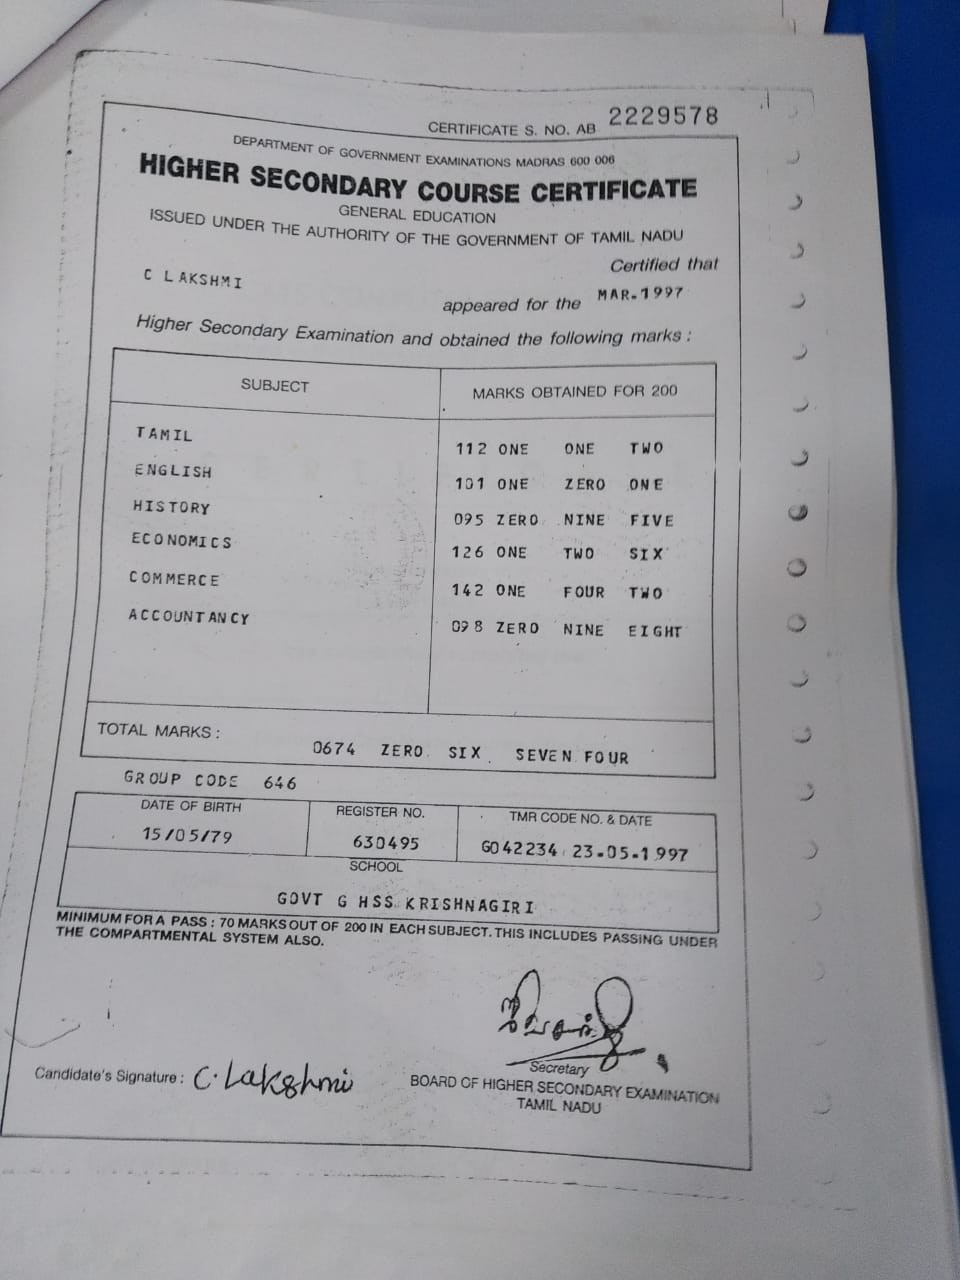 CERTIFICATE S. NO. AB 2229578
DEPARTMENT OF GOVERNMENT EXAMINATIONS MADRAS 600 006
HIGHER SECONDARY COURSE CERTIFICATE
GENERAL EDUCATION
ISSUED UNDER THE AUTHORITY OF THE GOVERNMENT OF TAMIL NADU
Certified that
C LAKSHMI
appeared for the MAR.1997
Higher Secondary Examination and obtained the following marks :
SUBJECT MARKS OBTAINED FOR 200
TAMIL 112 ONE ONE TWO
ENGLISH 101 ONE ZERO ONE
HISTORY 095 ZERO NINE FIVE
ECONOMICS 126 ONE TWO SIX
COMMERCE 142 ONE FOUR TWO
ACCOUNTANCY 098 ZERO NINE EIGHT
TOTAL MARKS : 0674 ZERO SIX SEVEN FOUR
GROUP CODE 646
DATE OF BIRTH REGISTER NO. TMR CODE NO. & DATE
15/05/79 630495 G042234 23-05-1997
SCHOOL
GOVT G HSS KRISHNAGIRI
MINIMUM FOR A PASS : 70 MARKS OUT OF 200 IN EACH SUBJECT. THIS INCLUDES PASSING UNDER
THE COMPARTMENTAL SYSTEM ALSO.
Secretary
Candidate's Signature : C. Lakshmi
BOARD OF HIGHER SECONDARY EXAMINATION
TAMIL NADU